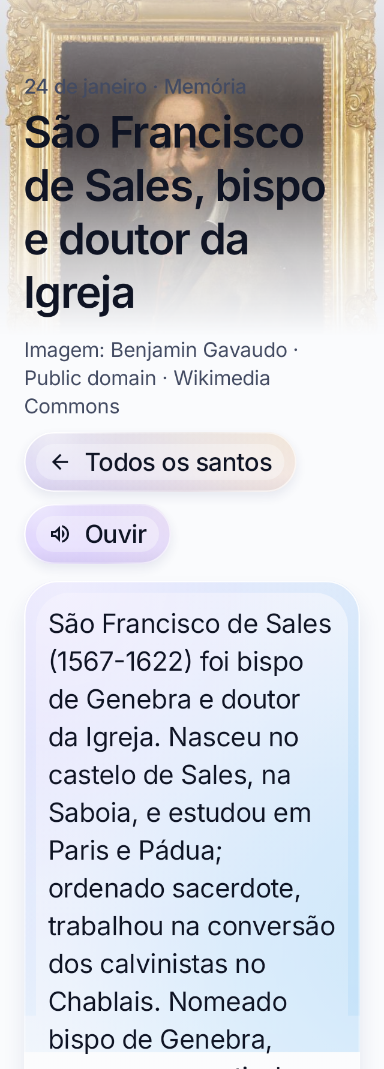 24 de janeiro · Memória
São Francisco
de Sales, bispo
e doutor da
Igreja
Imagem: Benjamin Gavaudo ·
Public domain · Wikimedia
Commons
← Todos os santos
Ouvir
São Francisco de Sales
(1567-1622) foi bispo
de Genebra e doutor
da Igreja. Nasceu no
castelo de Sales, na
Saboia, e estudou em
Paris e Pádua;
ordenado sacerdote,
trabalhou na conversão
dos calvinistas no
Chablais. Nomeado
bispo de Genebra,